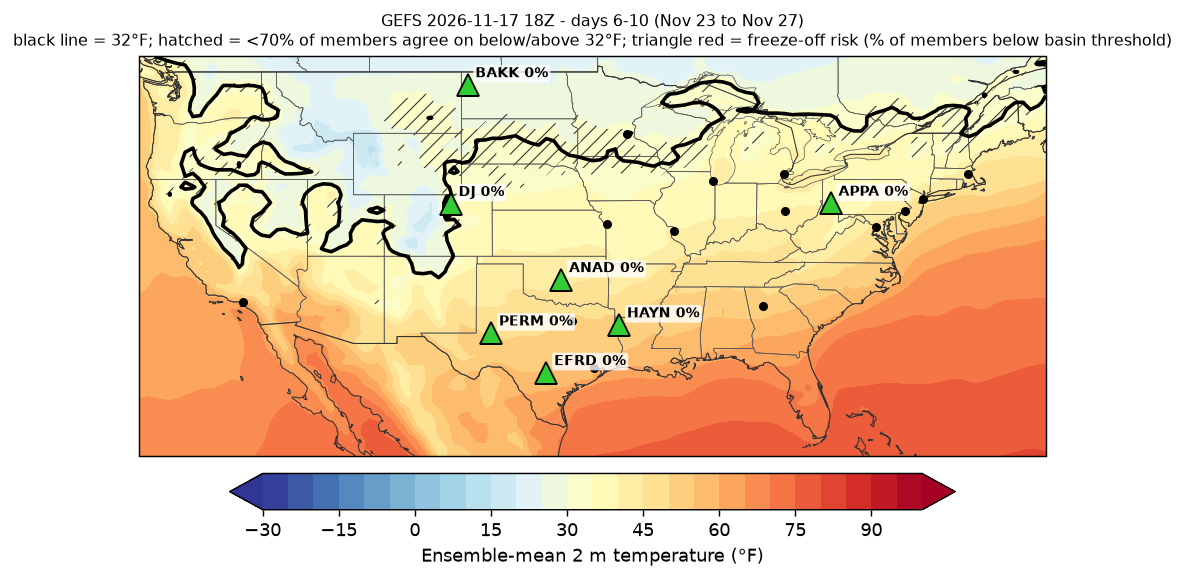 GEFS 2026-11-17 18Z - days 6-10 (Nov 23 to Nov 27)
black line = 32°F; hatched = <70% of members agree on below/above 32°F; triangle red = freeze-off risk (% of members below basin threshold)
BAKK 0%
DJ 0%
APPA 0%
ANAD 0%
HAYN 0%
PERM 0%
EFRD 0%
−30 −15 0 15 30 45 60 75 90
Ensemble-mean 2 m temperature (°F)